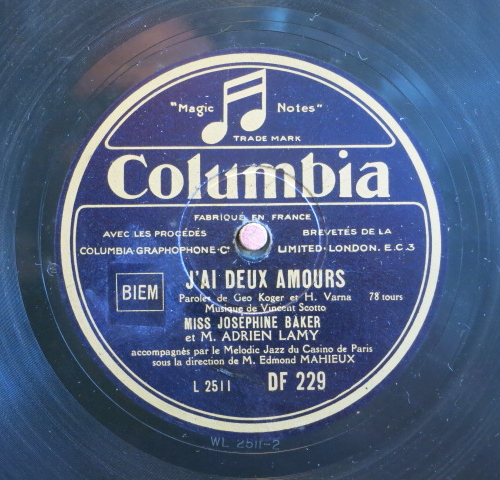 "Magic Notes"
TRADE MARK
Columbia
FABRIQUÉ EN FRANCE
AVEC LES PROCÉDÉS BREVETÉS DE LA
COLUMBIA·GRAPHOPHONE·Cº LIMITED·LONDON. E.C.3
J'AI DEUX AMOURS
BIEM
Paroles de Geo Koger et H. Varna 78 tours
Musique de Vincent Scotto
MISS JOSÉPHINE BAKER
et M. ADRIEN LAMY
accompagnés par le Melodic Jazz du Casino de Paris
sous la direction de M. Edmond MAHIEUX
L 2511 DF 229
WL 2511-2